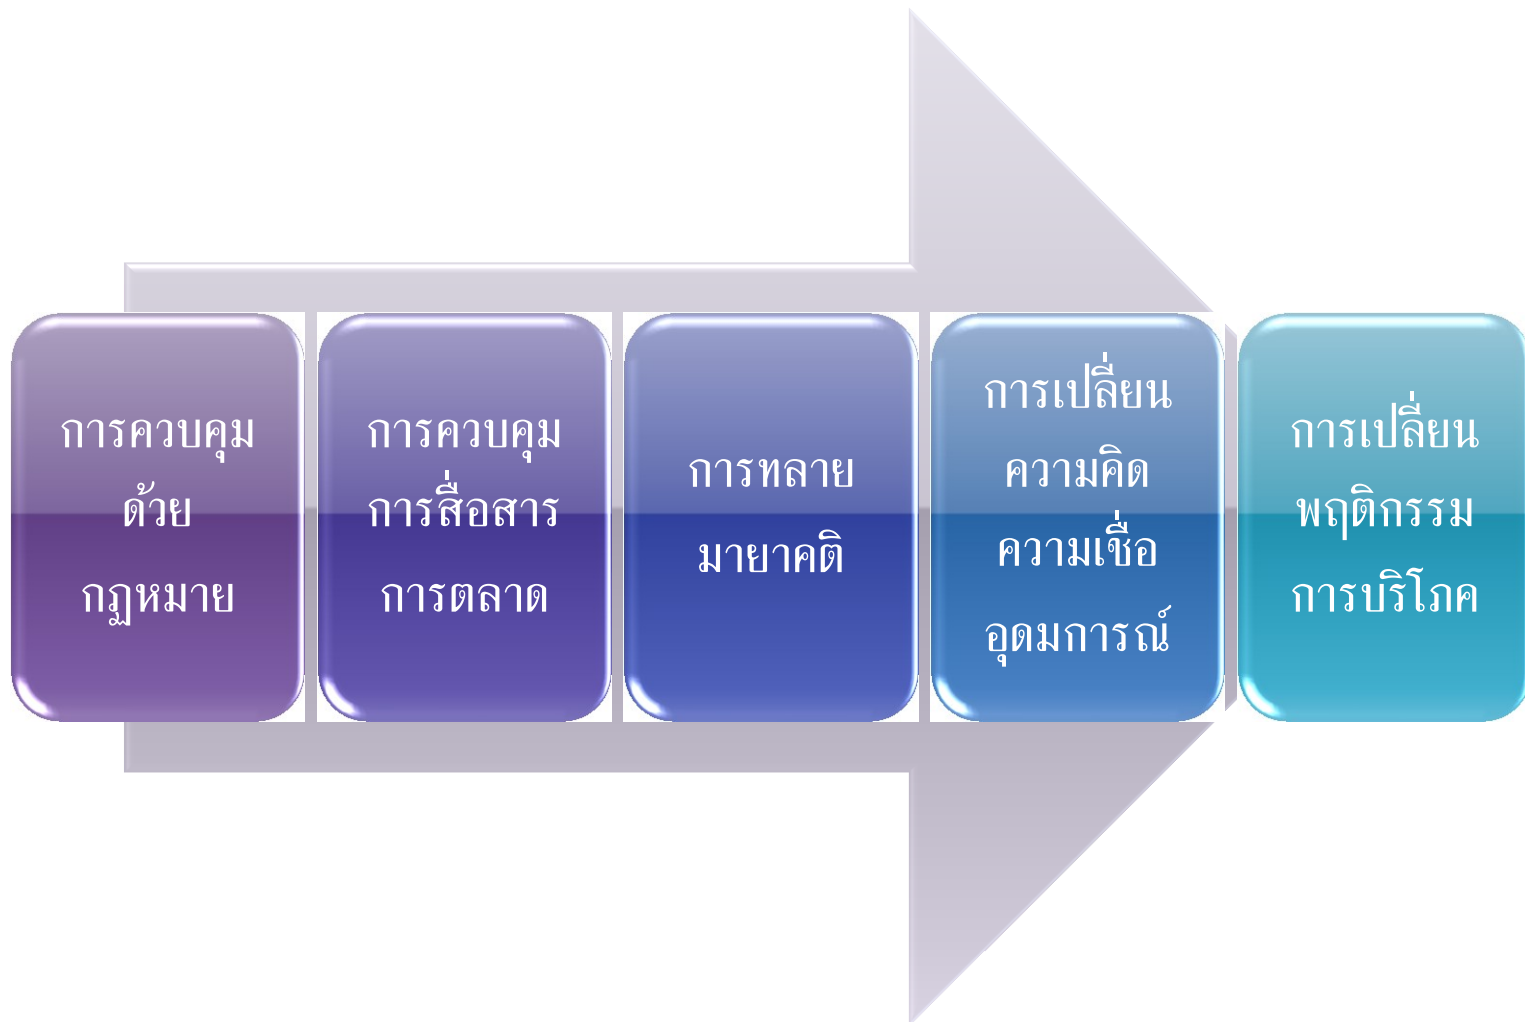 การควบคุม
ด้วย
กฎหมาย
การควบคุม
การสื่อสาร
การตลาด
การทลาย
มายาคติ
การเปลี่ยน
ความคิด
ความเชื่อ
อุดมการณ์
การเปลี่ยน
พฤติกรรม
การบริโภค